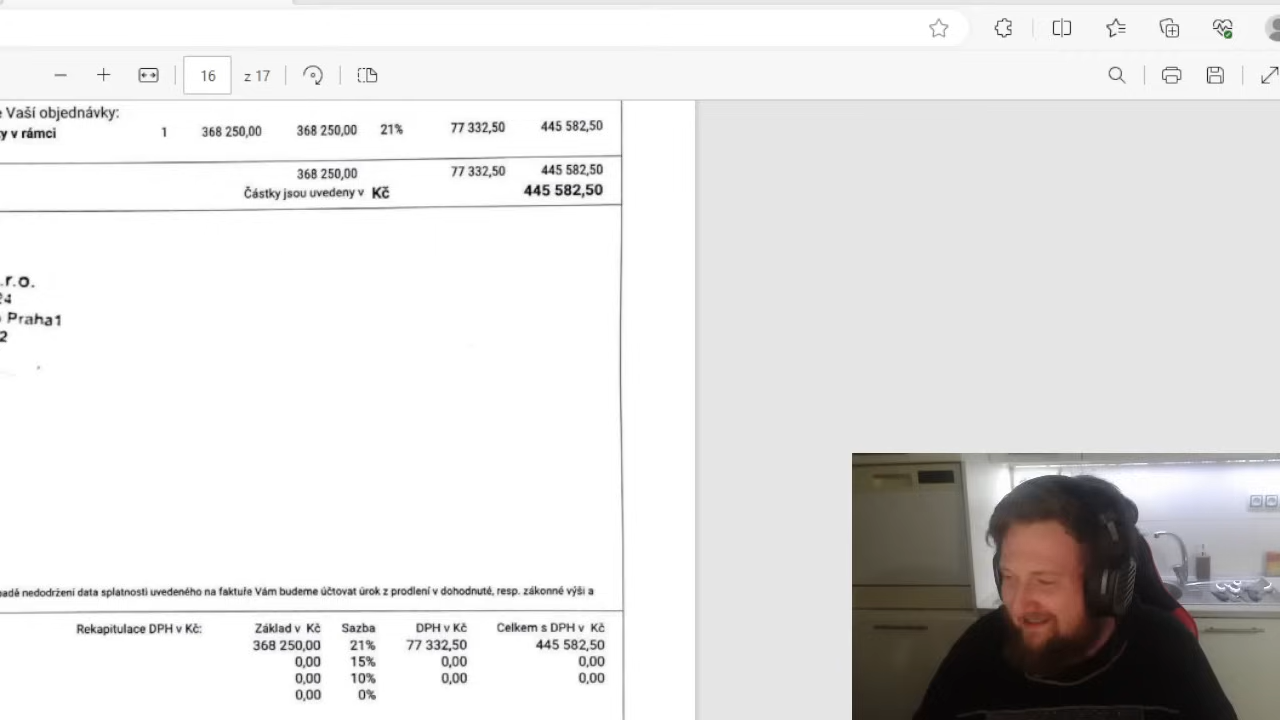 16 z 17
e Vaší objednávky:
y v rámci 1 368 250,00 368 250,00 21% 77 332,50 445 582,50
368 250,00 77 332,50 445 582,50
Částky jsou uvedeny v Kč 445 582,50
.r.o.
24
Praha1
2
padě nedodržení data splatnosti uvedeného na faktuře Vám budeme účtovat úrok z prodlení v dohodnuté, resp. zákonné výši a
Rekapitulace DPH v Kč: Základ v Kč Sazba DPH v Kč Celkem s DPH v Kč
368 250,00 21% 77 332,50 445 582,50
0,00 15% 0,00 0,00
0,00 10% 0,00 0,00
0,00 0%